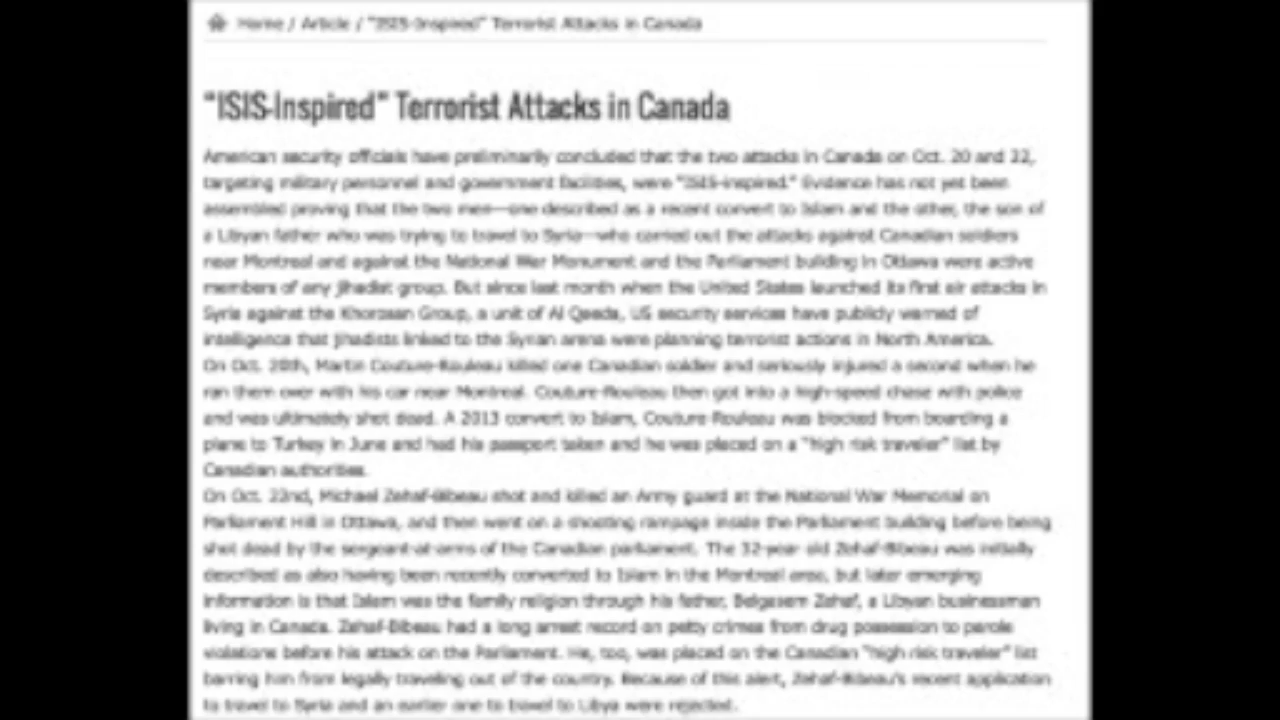 Home / Article / "ISIS-Inspired" Terrorist Attacks in Canada
"ISIS-Inspired" Terrorist Attacks in Canada
American security officials have preliminarily concluded that the two attacks in Canada on Oct. 20 and 22,
targeting military personnel and government facilities, were "ISIS-inspired." Evidence has not yet been
assembled proving that the two men—one described as a recent convert to Islam and the other, the son of
a Libyan father who was trying to travel to Syria—who carried out the attacks against Canadian soldiers
near Montreal and against the National War Monument and the Parliament building in Ottawa were active
members of any jihadist group. But since last month when the United States launched its first air attacks in
Syria against the Khorasan Group, a unit of Al Qaeda, US security services have publicly warned of
intelligence that jihadists linked to the Syrian arena were planning terrorist actions in North America.
On Oct. 20th, Martin Couture-Rouleau killed one Canadian soldier and seriously injured a second when he
ran them over with his car near Montreal. Couture-Rouleau then got into a high-speed chase with police
and was ultimately shot dead. A 2013 convert to Islam, Couture-Rouleau was blocked from boarding a
plane to Turkey in June and had his passport taken and he was placed on a "high risk traveler" list by
Canadian authorities.
On Oct. 22nd, Michael Zehaf-Bibeau shot and killed an Army guard at the National War Memorial on
Parliament Hill in Ottawa, and then went on a shooting rampage inside the Parliament building before being
shot dead by the sergeant-at-arms of the Canadian parliament. The 32-year old Zehaf-Bibeau was initially
described as also having been recently converted to Islam in the Montreal area, but later emerging
information is that Islam was the family religion through his father, Belgasem Zehaf, a Libyan businessman
living in Canada. Zehaf-Bibeau had a long arrest record on petty crimes from drug possession to parole
violations before his attack on the Parliament. He, too, was placed on the Canadian "high risk traveler" list
barring him from legally traveling out of the country. Because of this alert, Zehaf-Bibeau's recent application
to travel to Syria and an earlier one to travel to Libya were rejected.